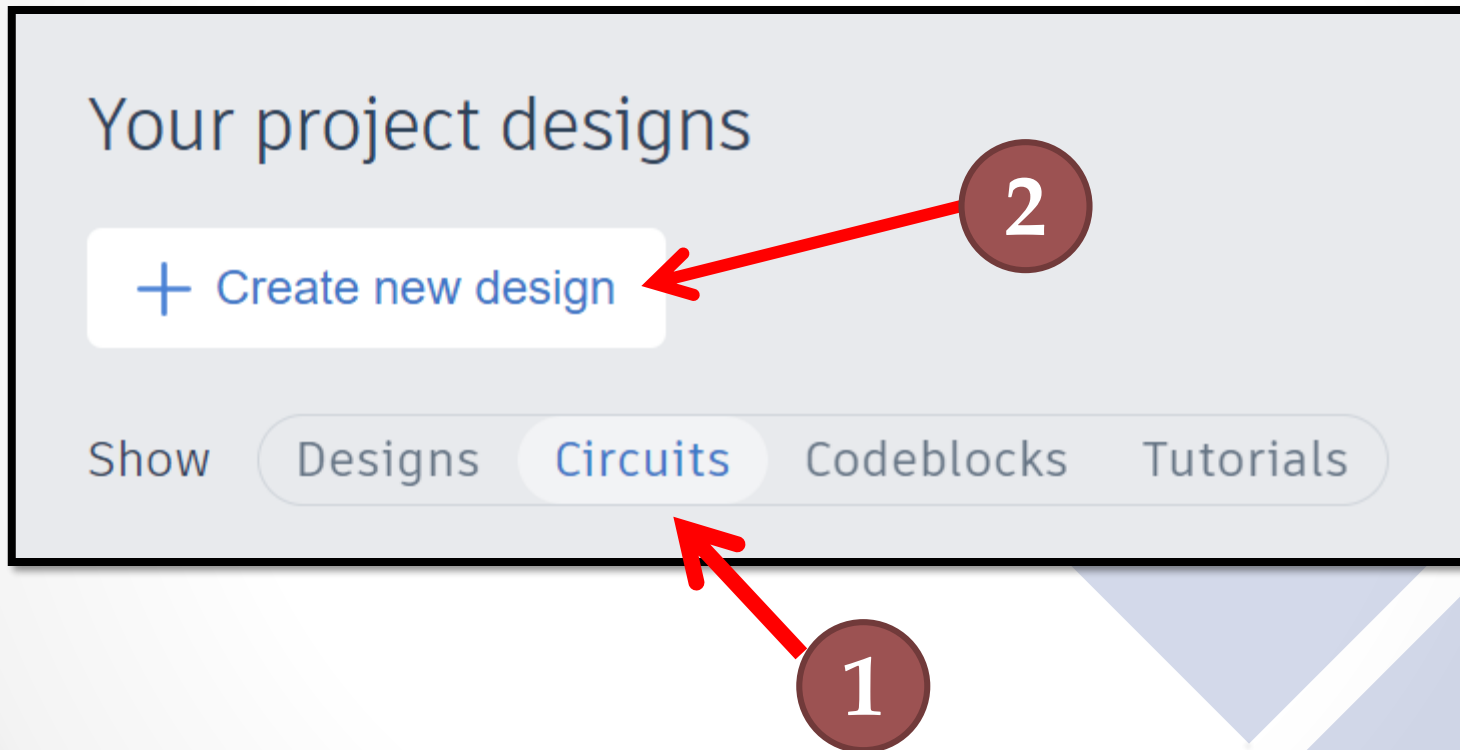 Your project designs
2
+ Create new design
Show Designs Circuits Codeblocks Tutorials
1